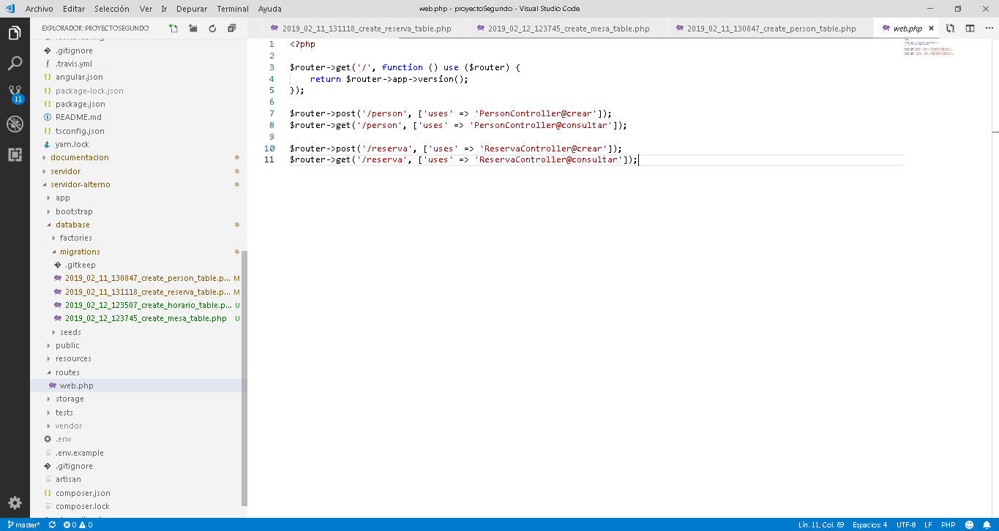 Archivo Editar Selección Ver Ir Depurar Terminal Ayuda
web.php - proyectoSegundo - Visual Studio Code
EXPLORADOR: PROYECTOSEGUNDO
2019_02_11_131118_create_reserva_table.php
2019_02_12_123745_create_mesa_table.php
2019_02_11_130847_create_person_table.php
web.php
.gitignore
.travis.yml
angular.json
package-lock.json
package.json
README.md
tsconfig.json
yarn.lock
documentacion
servidor
servidor-alterno
app
bootstrap
database
factories
migrations
.gitkeep
2019_02_11_130847_create_person_table.p... M
2019_02_11_131118_create_reserva_table.p... M
2019_02_12_123507_create_horario_table.p... U
2019_02_12_123745_create_mesa_table.php U
seeds
public
resources
routes
web.php
storage
tests
vendor
.env
.env.example
.gitignore
artisan
composer.json
composer.lock
11
1 <?php
2
3 $router->get('/', function () use ($router) {
4 return $router->app->version();
5 });
6
7 $router->post('/person', ['uses' => 'PersonController@crear']);
8 $router->get('/person', ['uses' => 'PersonController@consultar']);
9
10 $router->post('/reserva', ['uses' => 'ReservaController@crear']);
11 $router->get('/reserva', ['uses' => 'ReservaController@consultar']);
master* 0 0
Lín. 11, Col. 69 Espacios: 4 UTF-8 LF PHP